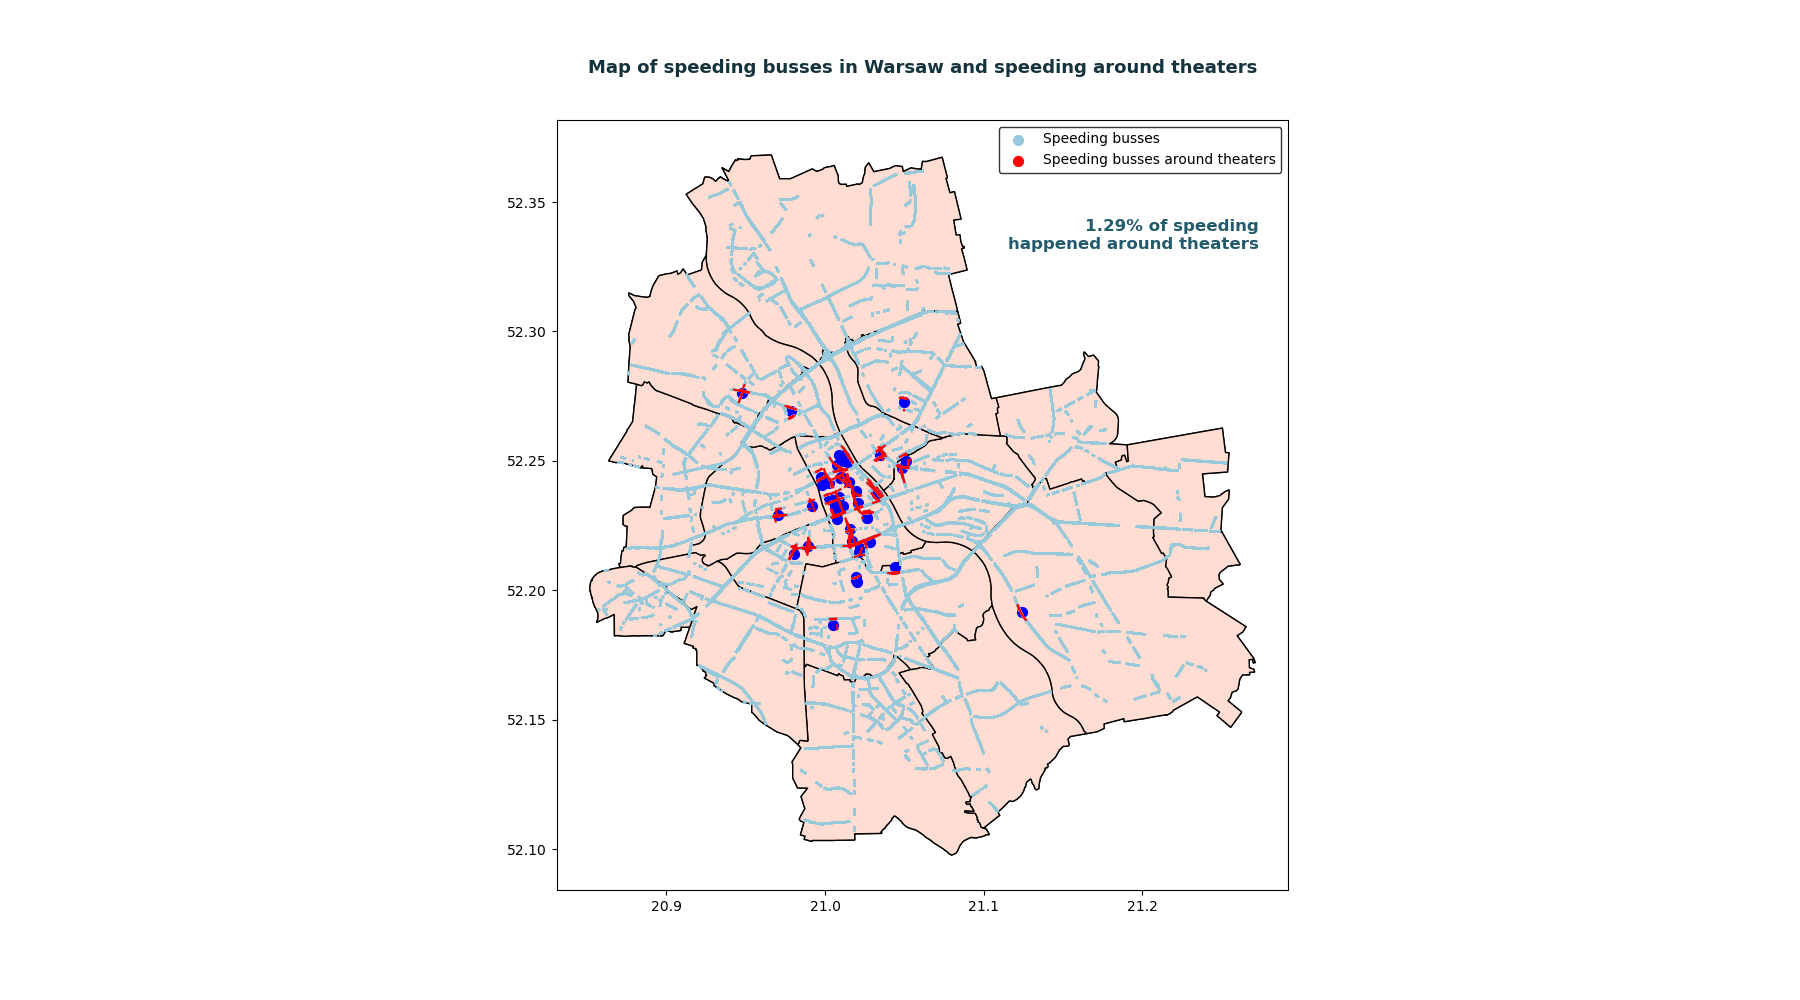 Map of speeding busses in Warsaw and speeding around theaters
Speeding busses
Speeding busses around theaters
1.29% of speeding
happened around theaters
52.35
52.30
52.25
52.20
52.15
52.10
20.9
21.0
21.1
21.2